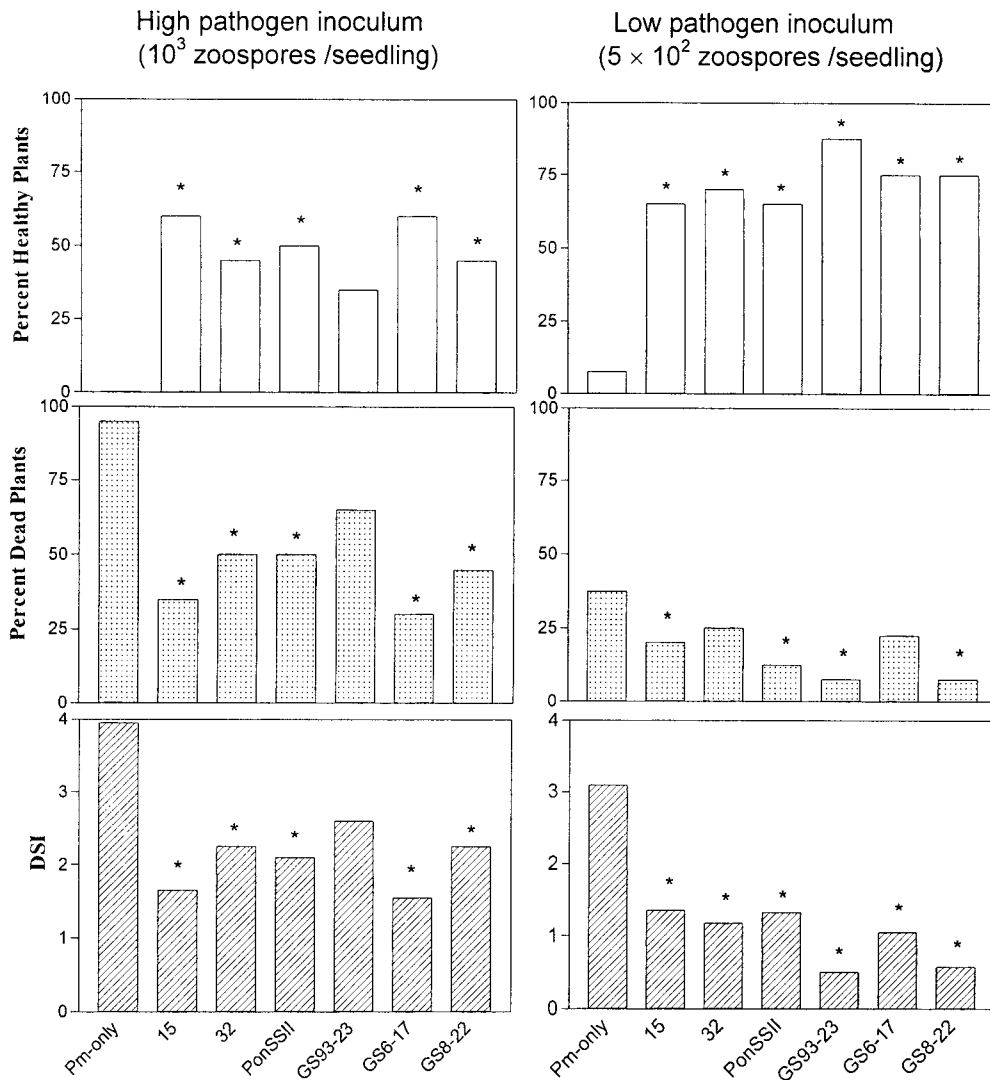 High pathogen inoculum
(10³ zoospores /seedling)
Low pathogen inoculum
(5 × 10² zoospores /seedling)
Percent Healthy Plants
100
75
50
25
0
* * * * *
100
75
50
25
0
* * * * * *
Percent Dead Plants
100
75
50
25
0
* * * * *
100
75
50
25
0
* * * *
DSI
4
3
2
1
0
* * * * *
4
3
2
1
0
* * * * * *
Pm-only 15 32 PonSSII GS93-23 GS6-17 GS8-22
Pm-only 15 32 PonSSII GS93-23 GS6-17 GS8-22